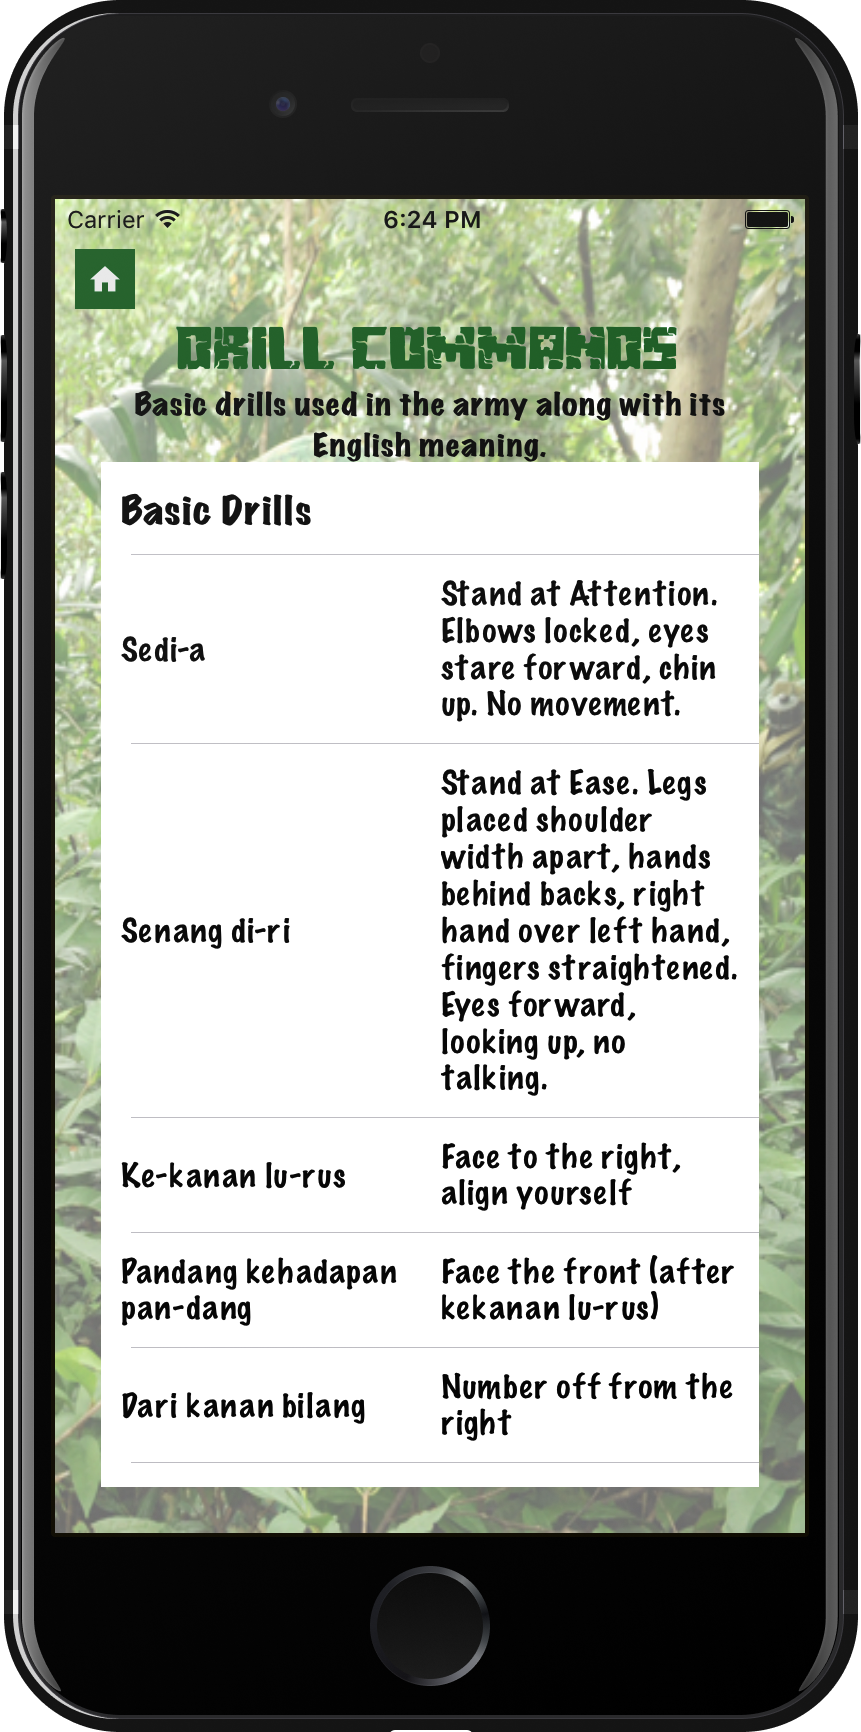 Carrier 6:24 PM
DRILL COMMANDS
Basic drills used in the army along with its
English meaning.
Basic Drills
Sedi-a
Stand at Attention.
Elbows locked, eyes
stare forward, chin
up. No movement.
Senang di-ri
Stand at Ease. Legs
placed shoulder
width apart, hands
behind backs, right
hand over left hand,
fingers straightened.
Eyes forward,
looking up, no
talking.
Ke-kanan lu-rus
Face to the right,
align yourself
Pandang kehadapan
pan-dang
Face the front (after
kekanan lu-rus)
Dari kanan bilang
Number off from the
right